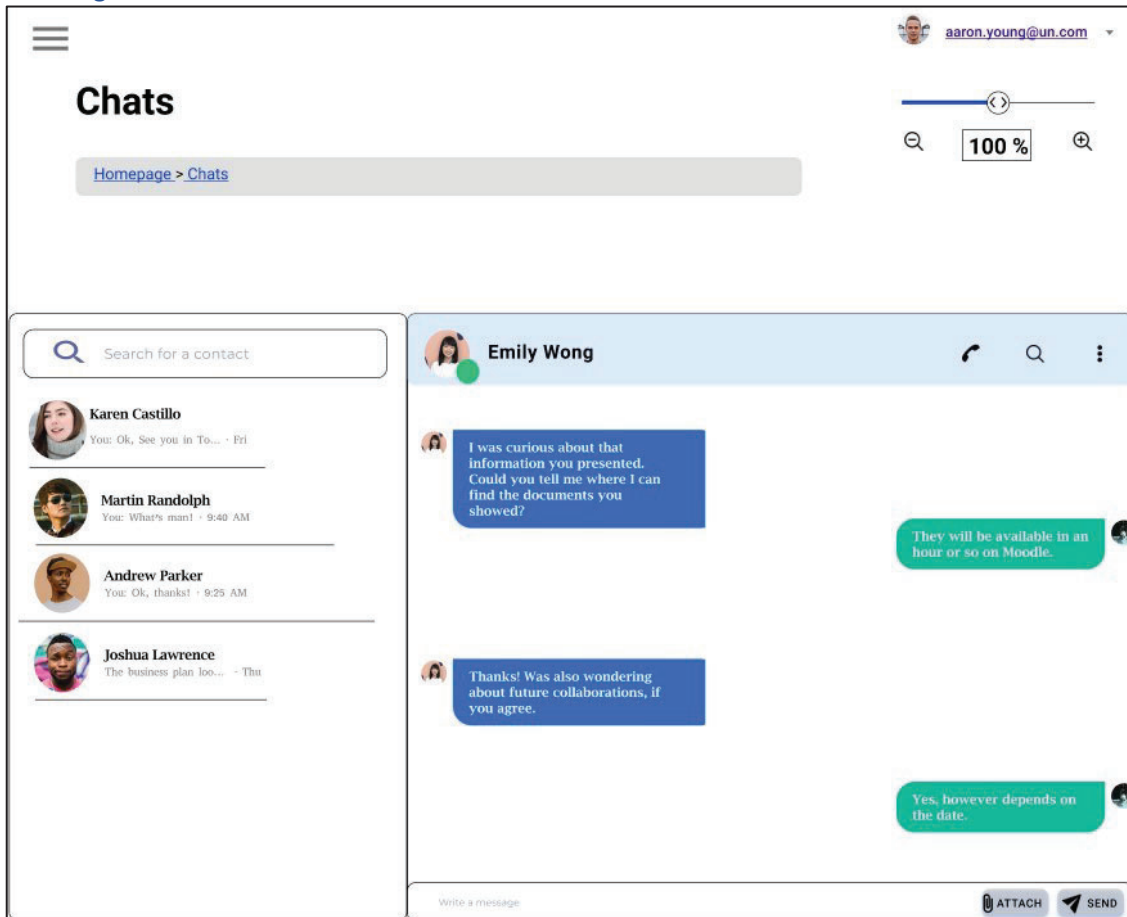 aaron.young@un.com
Chats
100 %
Homepage > Chats
Search for a contact
Karen Castillo
You: Ok, See you in To... · Fri
Martin Randolph
You: What's man! · 9:40 AM
Andrew Parker
You: Ok, thanks! · 9:25 AM
Joshua Lawrence
The business plan loo... · Thu
Emily Wong
I was curious about that
information you presented.
Could you tell me where I can
find the documents you
showed?
They will be available in an
hour or so on Moodle.
Thanks! Was also wondering
about future collaborations, if
you agree.
Yes, however depends on
the date.
Write a message
ATTACH
SEND